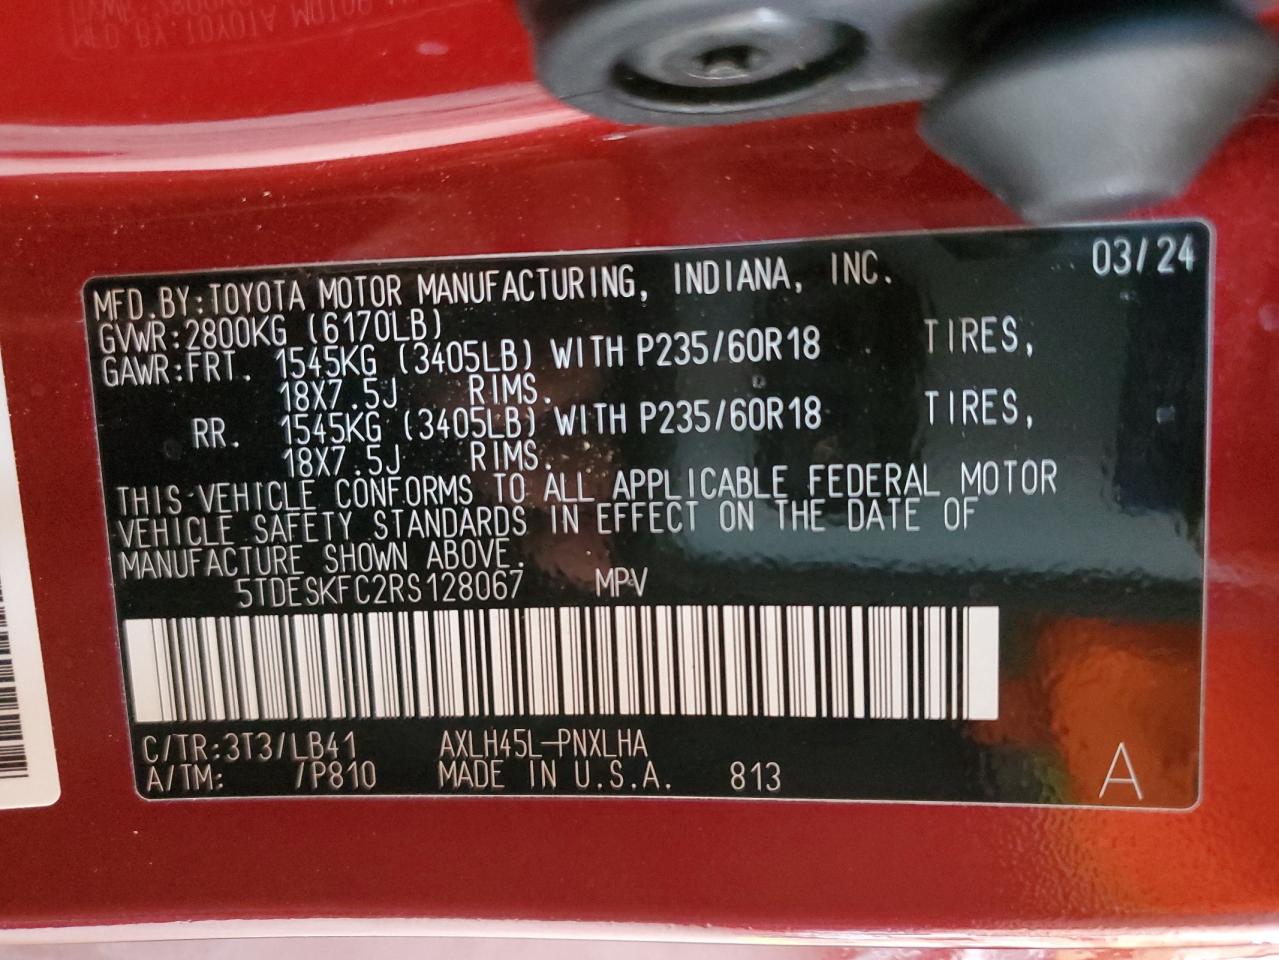 MFD.BY:TOYOTA MOTOR MANUFACTURING, INDIANA, INC. 03/24
GVWR:2800KG (6170LB)
GAWR:FRT. 1545KG (3405LB) WITH P235/60R18 TIRES,
18X7.5J RIMS.
RR. 1545KG (3405LB) WITH P235/60R18 TIRES,
18X7.5J RIMS.
THIS VEHICLE CONFORMS TO ALL APPLICABLE FEDERAL MOTOR
VEHICLE SAFETY STANDARDS IN EFFECT ON THE DATE OF
MANUFACTURE SHOWN ABOVE.
5TDESKFC2RS128067 MPV
C/TR:3T3/LB41 AXLH45L-PNXLHA
A/TM: /P810 MADE IN U.S.A. 813 A